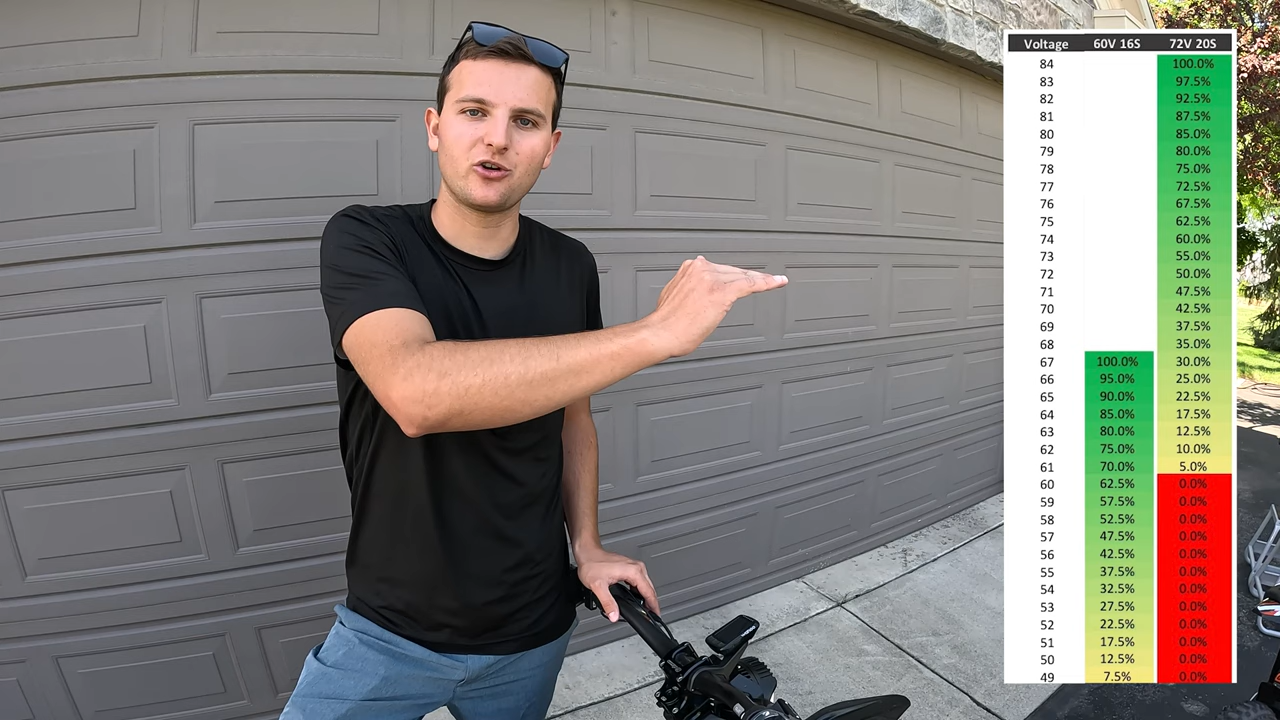 Voltage 60V 16S 72V 20S
84 100.0%
83 97.5%
82 92.5%
81 87.5%
80 85.0%
79 80.0%
78 75.0%
77 72.5%
76 67.5%
75 62.5%
74 60.0%
73 55.0%
72 50.0%
71 47.5%
70 42.5%
69 37.5%
68 35.0%
67 100.0% 30.0%
66 95.0% 25.0%
65 90.0% 22.5%
64 85.0% 17.5%
63 80.0% 12.5%
62 75.0% 10.0%
61 70.0% 5.0%
60 62.5% 0.0%
59 57.5% 0.0%
58 52.5% 0.0%
57 47.5% 0.0%
56 42.5% 0.0%
55 37.5% 0.0%
54 32.5% 0.0%
53 27.5% 0.0%
52 22.5% 0.0%
51 17.5% 0.0%
50 12.5% 0.0%
49 7.5% 0.0%